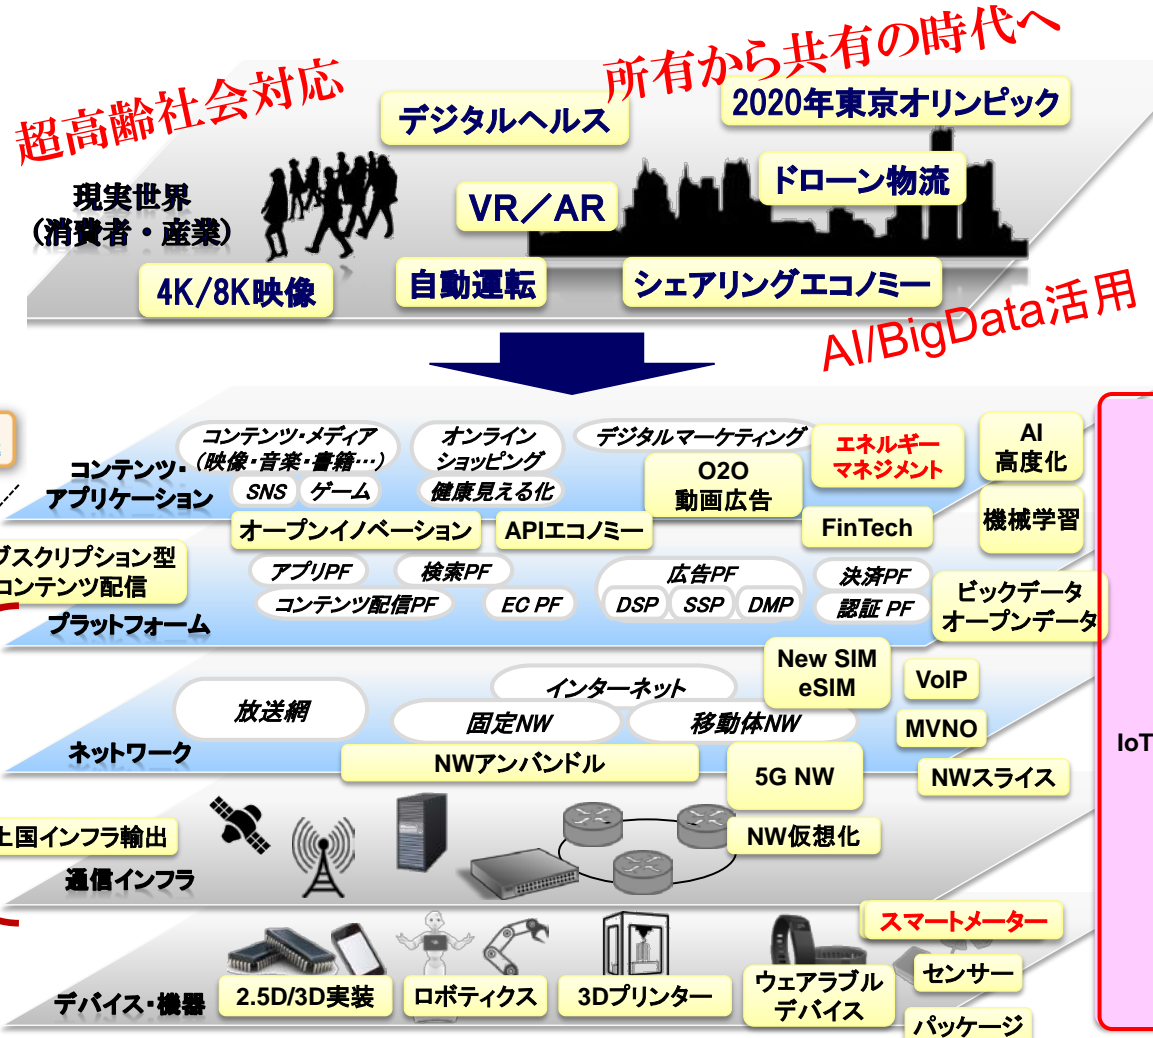 所有から共有の時代へ
超高齢社会対応
デジタルヘルス
2020年東京オリンピック
現実世界
(消費者・産業)
VR／AR
ドローン物流
4K/8K映像
自動運転
シェアリングエコノミー
AI/BigData活用
コンテンツ・メディア
(映像・音楽・書籍…)
オンライン
ショッピング
デジタルマーケティング
エネルギー
マネジメント
AI
高度化
コンテンツ・
アプリケーション
SNS
ゲーム
健康見える化
O2O
動画広告
オープンイノベーション
APIエコノミー
FinTech
機械学習
ブスクリプション型
コンテンツ配信
アプリPF
検索PF
広告PF
決済PF
コンテンツ配信PF
EC PF
DSP
SSP
DMP
認証 PF
ビックデータ
オープンデータ
プラットフォーム
New SIM
eSIM
VoIP
インターネット
放送網
固定NW
移動体NW
MVNO
ネットワーク
NWアンバンドル
5G NW
NWスライス
IoT
上国インフラ輸出
NW仮想化
通信インフラ
スマートメーター
デバイス・機器
2.5D/3D実装
ロボティクス
3Dプリンター
ウェアラブル
デバイス
センサー
パッケージ